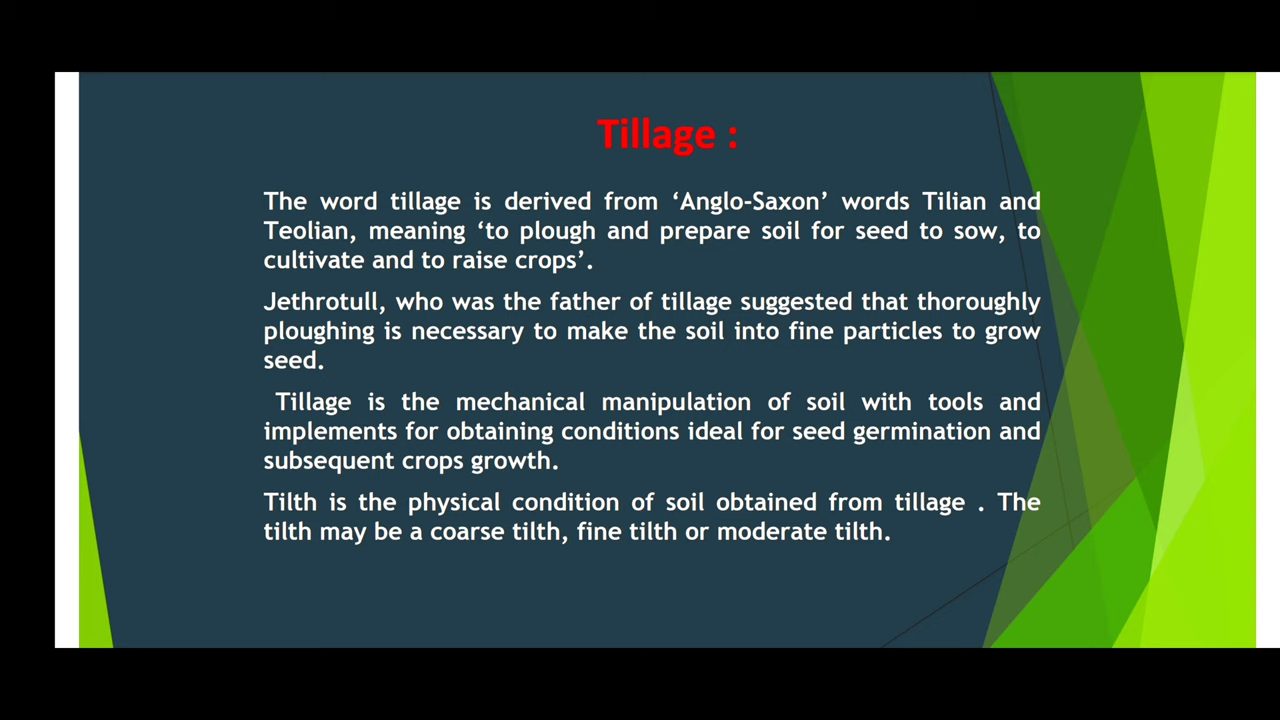 Tillage :
The word tillage is derived from ‘Anglo-Saxon’ words Tilian and
Teolian, meaning ‘to plough and prepare soil for seed to sow, to
cultivate and to raise crops’.
Jethrotull, who was the father of tillage suggested that thoroughly
ploughing is necessary to make the soil into fine particles to grow
seed.
Tillage is the mechanical manipulation of soil with tools and
implements for obtaining conditions ideal for seed germination and
subsequent crops growth.
Tilth is the physical condition of soil obtained from tillage . The
tilth may be a coarse tilth, fine tilth or moderate tilth.